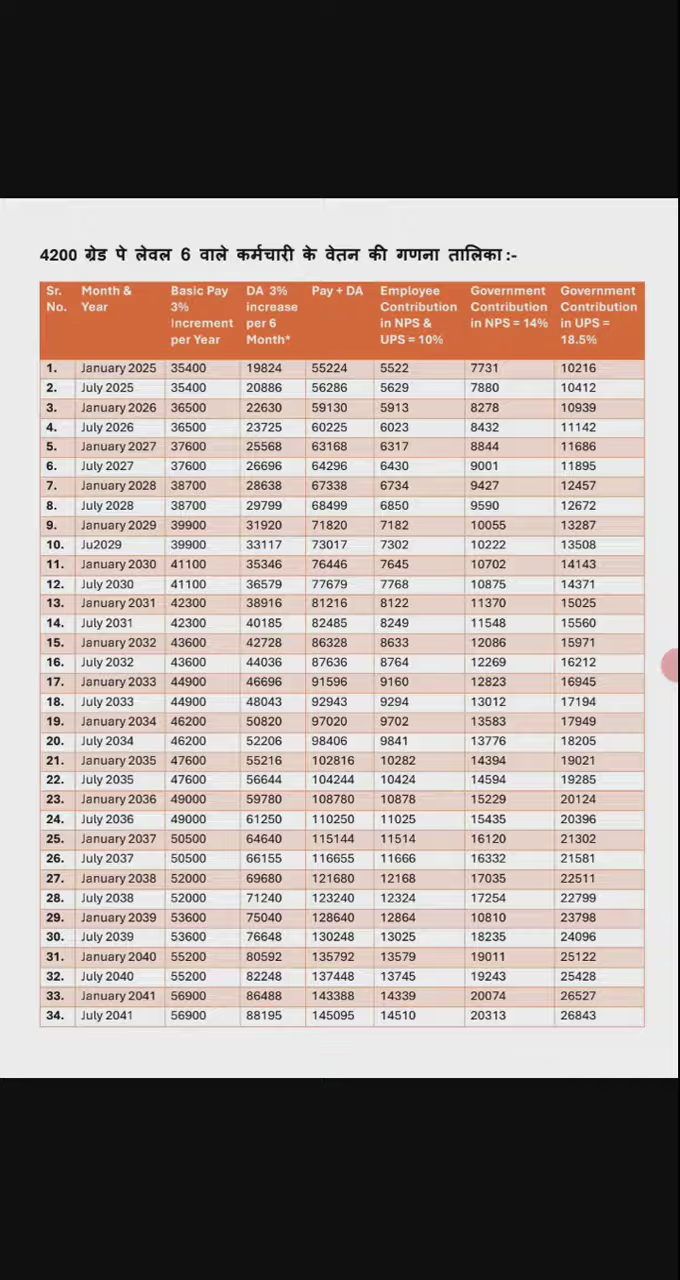 4200 ग्रेड पे लेवल 6 वाले कर्मचारी के वेतन की गणना तालिका :-
Sr. Month & Basic Pay DA 3% Pay + DA Employee Government Government
No. Year 3% increase Contribution Contribution Contribution
Increment per 6 in NPS & in NPS = 14% in UPS =
per Year Month* UPS = 10% 18.5%
1. January 2025 35400 19824 55224 5522 7731 10216
2. July 2025 35400 20886 56286 5629 7880 10412
3. January 2026 36500 22630 59130 5913 8278 10939
4. July 2026 36500 23725 60225 6023 8432 11142
5. January 2027 37600 25568 63168 6317 8844 11686
6. July 2027 37600 26696 64296 6430 9001 11895
7. January 2028 38700 28638 67338 6734 9427 12457
8. July 2028 38700 29799 68499 6850 9590 12672
9. January 2029 39900 31920 71820 7182 10055 13287
10. Ju2029 39900 33117 73017 7302 10222 13508
11. January 2030 41100 35346 76446 7645 10702 14143
12. July 2030 41100 36579 77679 7768 10875 14371
13. January 2031 42300 38916 81216 8122 11370 15025
14. July 2031 42300 40185 82485 8249 11548 15560
15. January 2032 43600 42728 86328 8633 12086 15971
16. July 2032 43600 44036 87636 8764 12269 16212
17. January 2033 44900 46696 91596 9160 12823 16945
18. July 2033 44900 48043 92943 9294 13012 17194
19. January 2034 46200 50820 97020 9702 13583 17949
20. July 2034 46200 52206 98406 9841 13776 18205
21. January 2035 47600 55216 102816 10282 14394 19021
22. July 2035 47600 56644 104244 10424 14594 19285
23. January 2036 49000 59780 108780 10878 15229 20124
24. July 2036 49000 61250 110250 11025 15435 20396
25. January 2037 50500 64640 115144 11514 16120 21302
26. July 2037 50500 66155 116655 11666 16332 21581
27. January 2038 52000 69680 121680 12168 17035 22511
28. July 2038 52000 71240 123240 12324 17254 22799
29. January 2039 53600 75040 128640 12864 10810 23798
30. July 2039 53600 76648 130248 13025 18235 24096
31. January 2040 55200 80592 135792 13579 19011 25122
32. July 2040 55200 82248 137448 13745 19243 25428
33. January 2041 56900 86488 143388 14339 20074 26527
34. July 2041 56900 88195 145095 14510 20313 26843